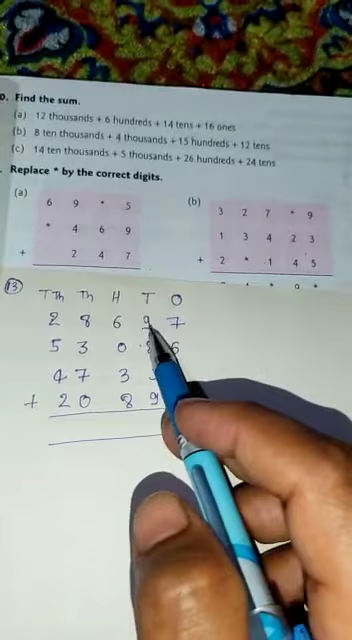 0. Find the sum.
(a) 12 thousands + 6 hundreds + 14 tens + 16 ones
(b) 8 ten thousands + 4 thousands + 15 hundreds + 12 tens
(c) 14 ten thousands + 5 thousands + 26 hundreds + 24 tens
Replace * by the correct digits.
(a)
6 9 * 5
* 4 6 9
+ 2 4 7
(b)
3 2 7 * 9
1 3 4 2 3
+ 2 * 1 4 5
* 9 *
13 TTh Th H T O
2 8 6 9 7
5 3 0 8 6
4 7 3
+ 2 0 8 9